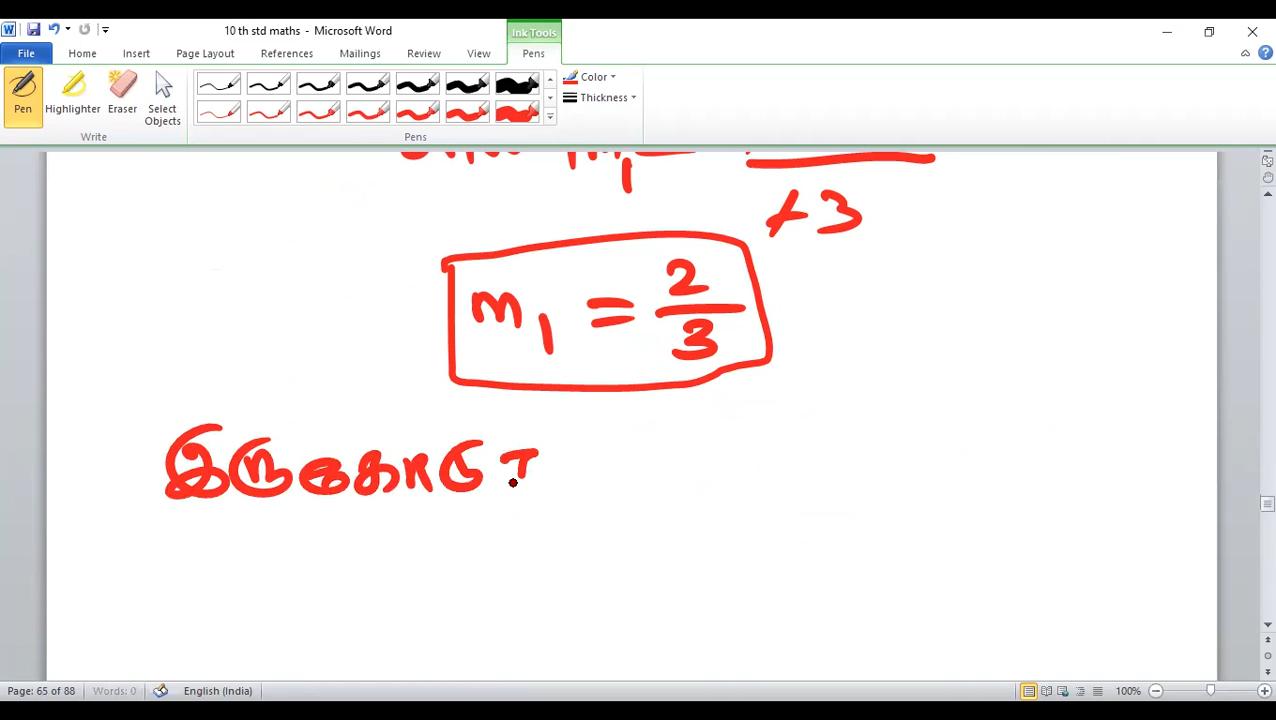 10 th std maths - Microsoft Word
Ink Tools
File Home Insert Page Layout References Mailings Review View Pens
Pen Highlighter Eraser Select Objects
Color
Thickness
Write Pens
+3
m₁ = 2/3
Page: 65 of 88 Words: 0 English (India) 100%